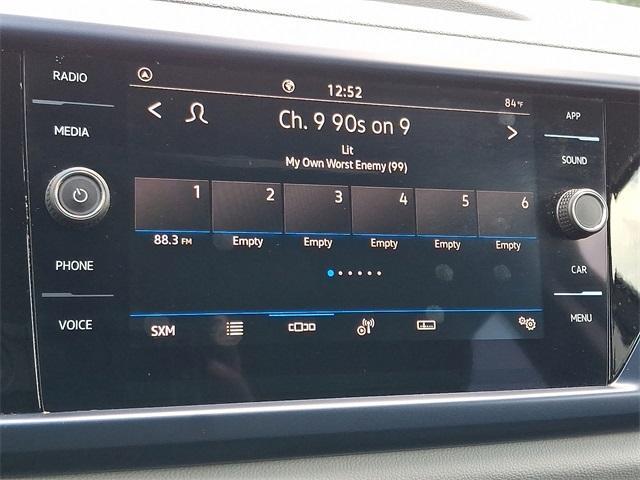 RADIO
MEDIA
PHONE
VOICE
12:52
84 °F
Ch. 9 90s on 9
Lit
My Own Worst Enemy (99)
1 2 3 4 5 6
88.3 FM Empty Empty Empty Empty Empty
SXM
APP
SOUND
CAR
MENU